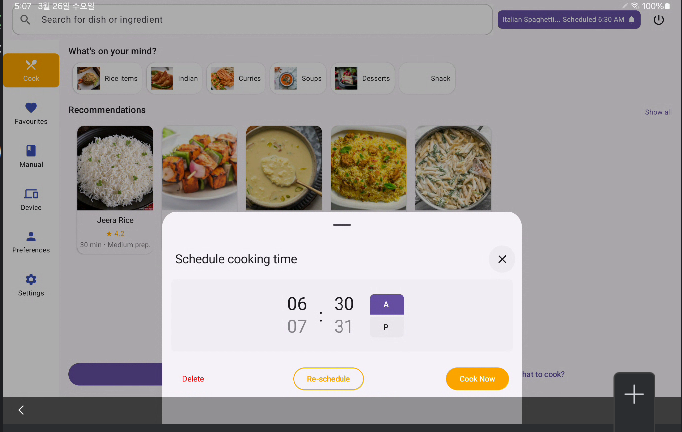 5:07 3월 26일 수요일
100%
Search for dish or ingredient
Italian Spaghetti... Scheduled 6:30 AM
Cook
Favourites
Manual
Device
Preferences
Settings
What's on your mind?
Rice items
Indian
Curries
Soups
Desserts
Snack
Recommendations
Show all
Jeera Rice
4.2
30 min • Medium prep.
Schedule cooking time
06 : 30 A
07 31 P
Delete
Re-schedule
Cook Now
hat to cook?